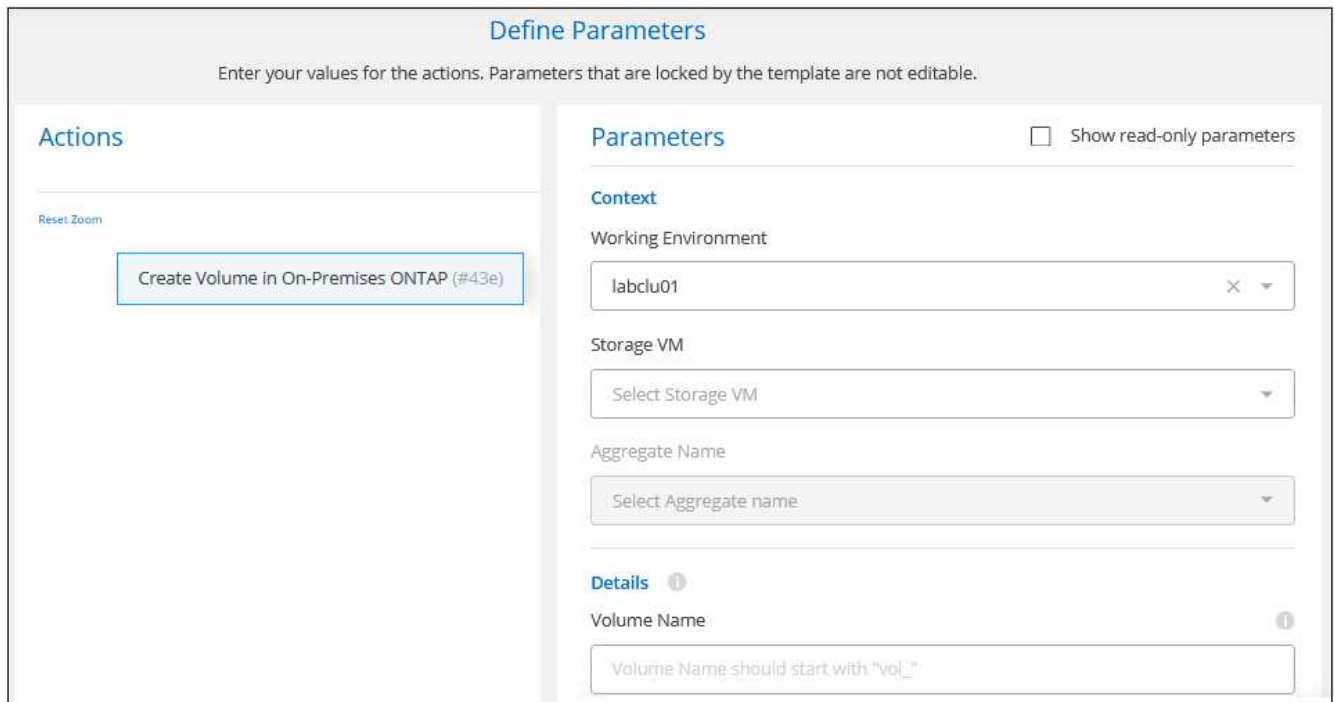 Define Parameters
Enter your values for the actions. Parameters that are locked by the template are not editable.
Actions
Reset Zoom
Create Volume in On-Premises ONTAP (#43e)
Parameters
Show read-only parameters
Context
Working Environment
labclu01
Storage VM
Select Storage VM
Aggregate Name
Select Aggregate name
Details
Volume Name
Volume Name should start with "vol_"